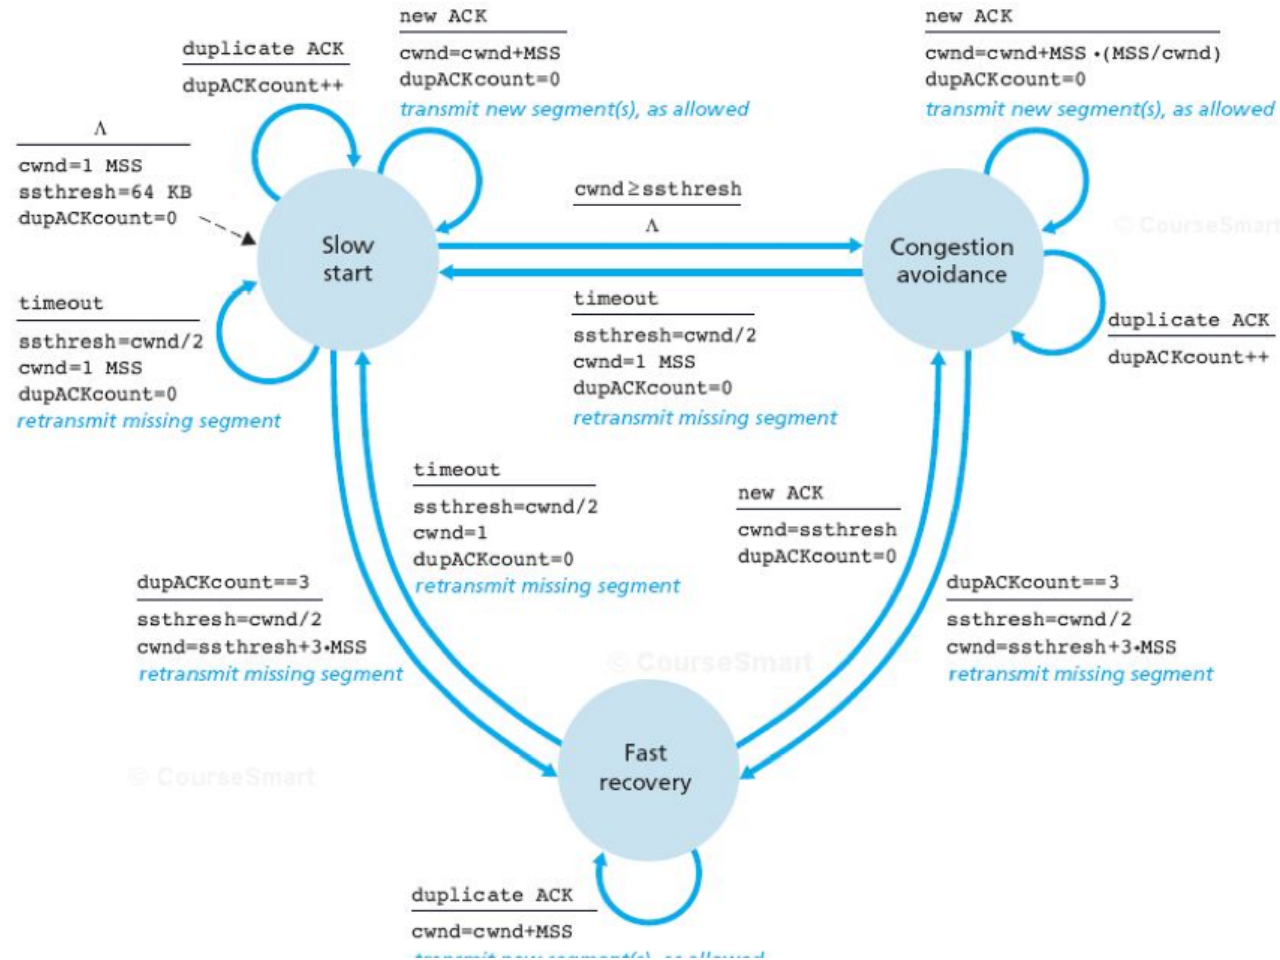 new ACK
cwnd=cwnd+MSS
dupACKcount=0
transmit new segment(s), as allowed
new ACK
cwnd=cwnd+MSS •(MSS/cwnd)
dupACKcount=0
transmit new segment(s), as allowed
duplicate ACK
dupACKcount++
Λ
cwnd=1 MSS
ssthresh=64 KB
dupACKcount=0
cwnd≥ssthresh
Λ
© CourseSmart
Slow
start
Congestion
avoidance
timeout
ssthresh=cwnd/2
cwnd=1 MSS
dupACKcount=0
retransmit missing segment
timeout
ssthresh=cwnd/2
cwnd=1 MSS
dupACKcount=0
retransmit missing segment
duplicate ACK
dupACKcount++
timeout
ssthresh=cwnd/2
cwnd=1
dupACKcount=0
retransmit missing segment
new ACK
cwnd=ssthresh
dupACKcount=0
dupACKcount==3
ssthresh=cwnd/2
cwnd=ssthresh+3•MSS
retransmit missing segment
dupACKcount==3
ssthresh=cwnd/2
cwnd=ssthresh+3•MSS
retransmit missing segment
© CourseSmart
Fast
recovery
© CourseSmart
duplicate ACK
cwnd=cwnd+MSS
transmit new segment(s), as allowed